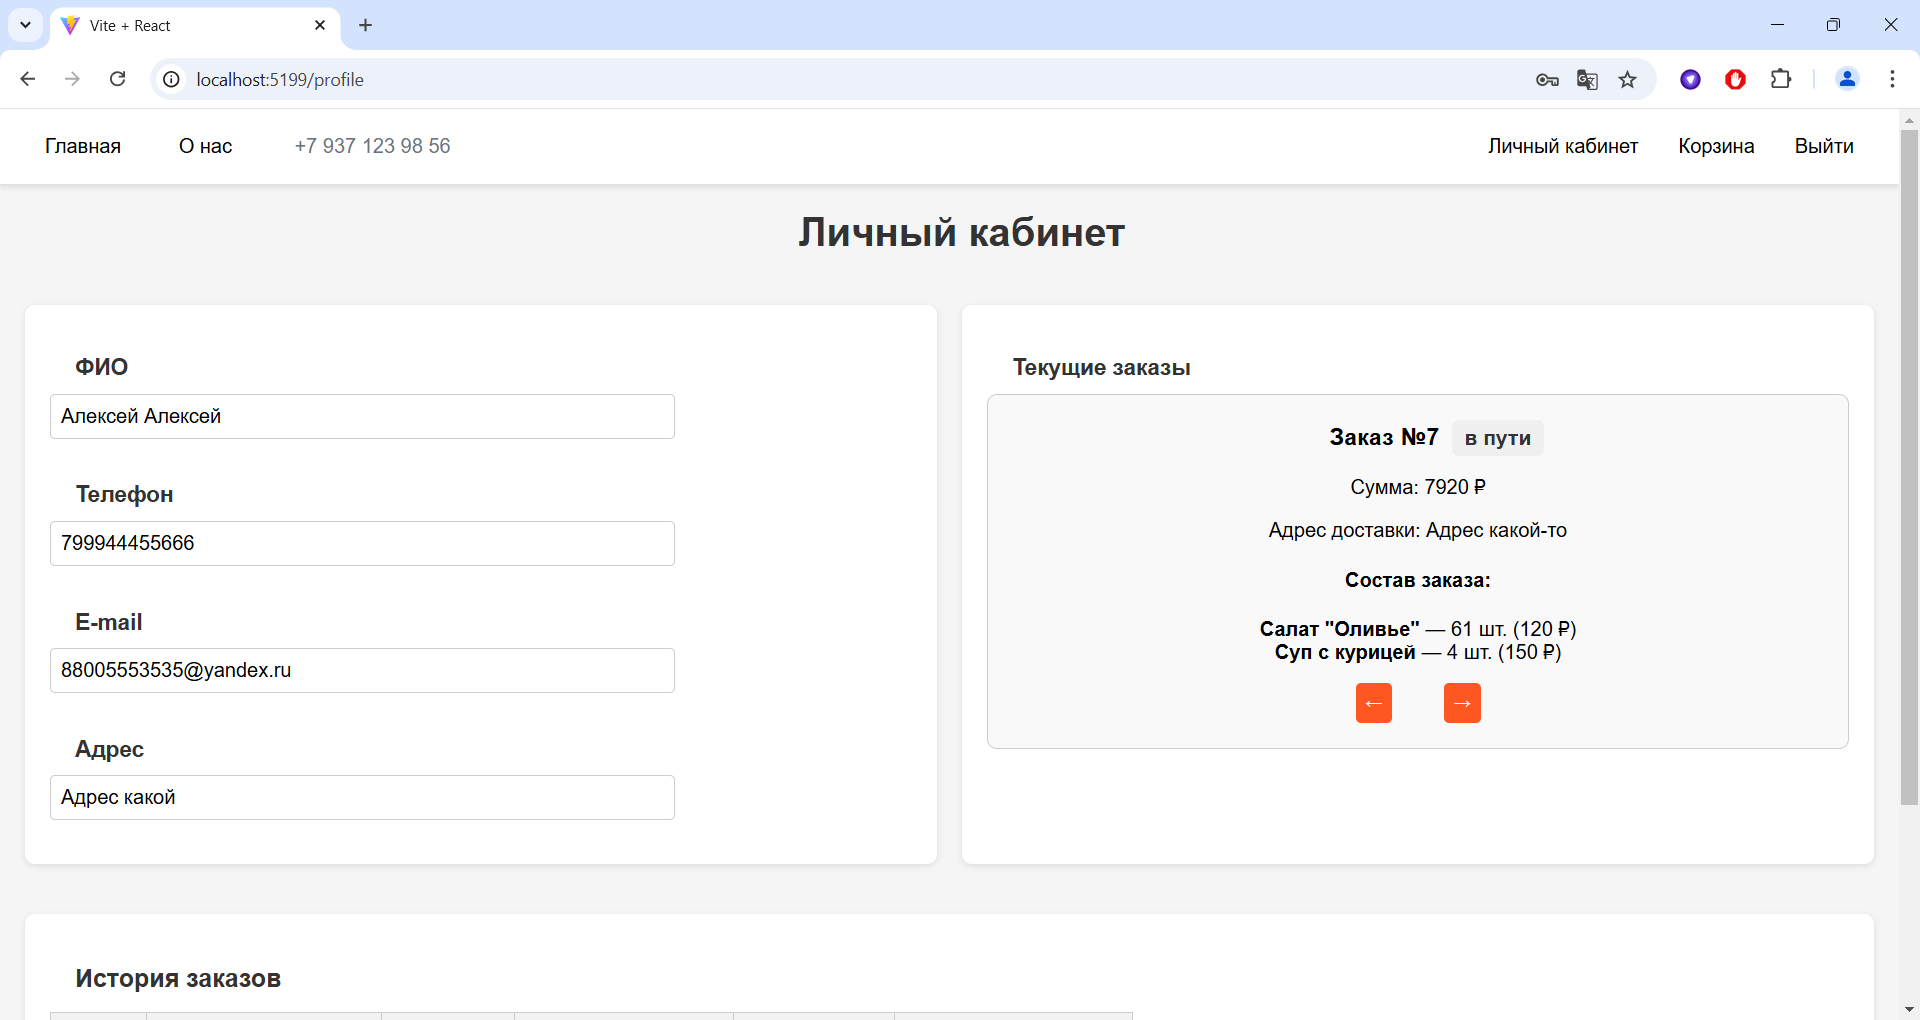 Vite + React
localhost:5199/profile
Главная О нас +7 937 123 98 56 Личный кабинет Корзина Выйти
Личный кабинет
ФИО
Алексей Алексей
Телефон
799944455666
E-mail
88005553535@yandex.ru
Адрес
Адрес какой
Текущие заказы
Заказ №7 в пути
Сумма: 7920 ₽
Адрес доставки: Адрес какой-то
Состав заказа:
Салат "Оливье" — 61 шт. (120 ₽)
Суп с курицей — 4 шт. (150 ₽)
← →
История заказов